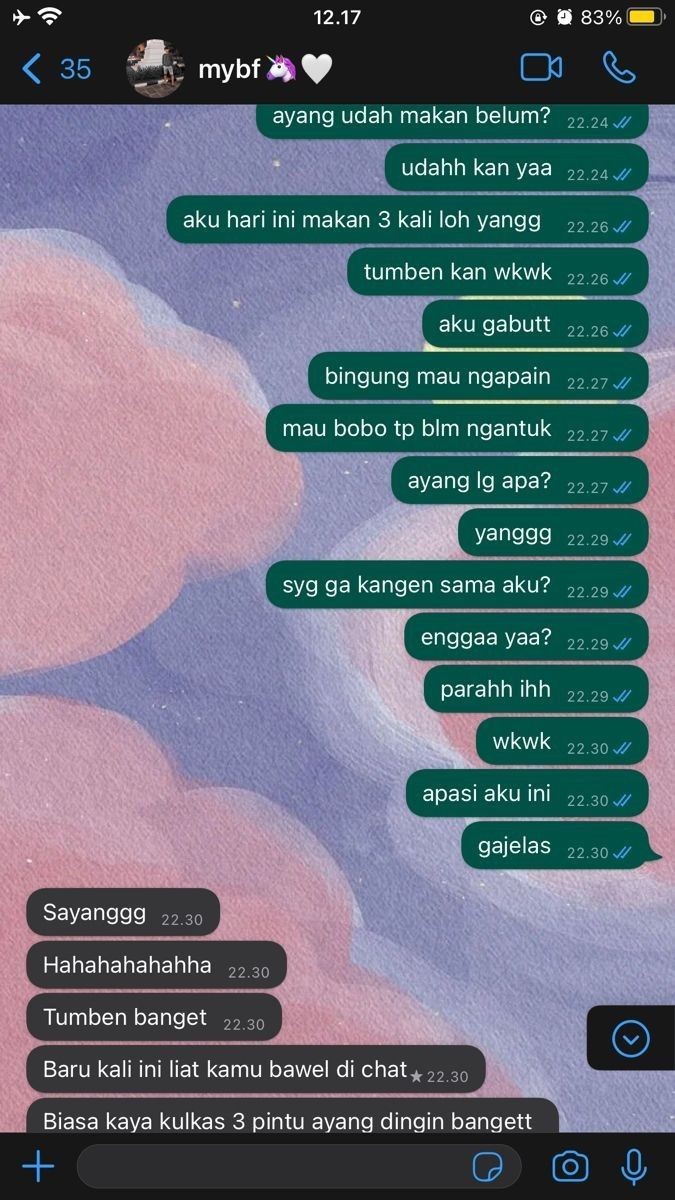 12.17
83%
35
mybf🦄🤍
ayang udah makan belum? 22.24
udahh kan yaa 22.24
aku hari ini makan 3 kali loh yangg 22.26
tumben kan wkwk 22.26
aku gabutt 22.26
bingung mau ngapain 22.27
mau bobo tp blm ngantuk 22.27
ayang lg apa? 22.27
yanggg 22.29
syg ga kangen sama aku? 22.29
enggaa yaa? 22.29
parahh ihh 22.29
wkwk 22.30
apasi aku ini 22.30
gajelas 22.30
Sayanggg 22.30
Hahahahahahha 22.30
Tumben banget 22.30
Baru kali ini liat kamu bawel di chat 22.30
Biasa kaya kulkas 3 pintu ayang dingin bangett